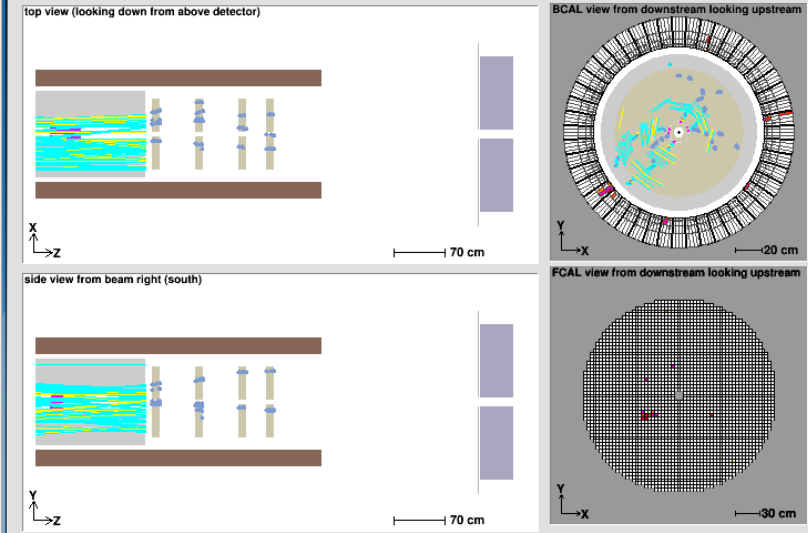 top view (looking down from above detector)
X
Z
70 cm
BCAL view from downstream looking upstream
Y
X
20 cm
side view from beam right (south)
Y
Z
70 cm
FCAL view from downstream looking upstream
Y
X
30 cm